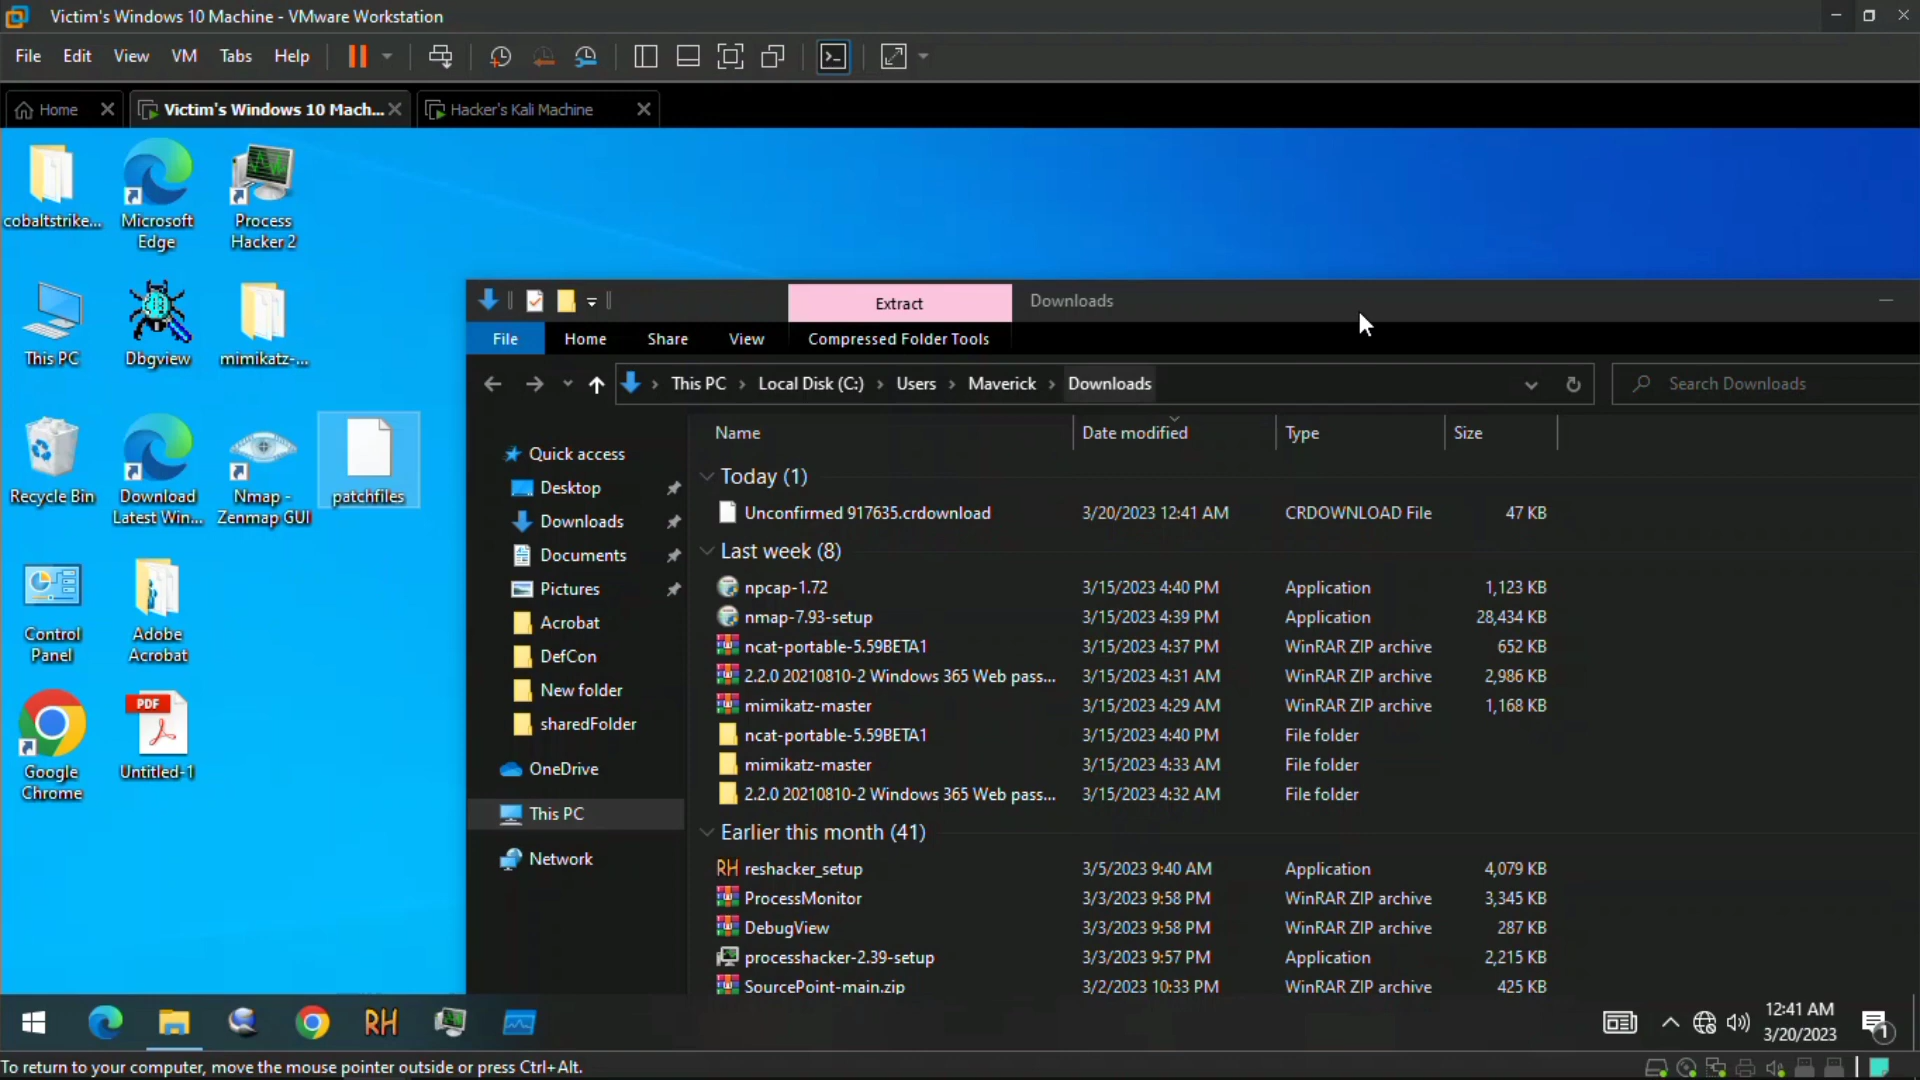 Victim's Windows 10 Machine - VMware Workstation
File Edit View VM Tabs Help
Home Victim's Windows 10 Mach... Hacker's Kali Machine
cobaltstrike...
Microsoft
Edge
Process
Hacker 2
This PC
Dbgview
mimikatz-...
Recycle Bin
Download
Latest Win...
Nmap -
Zenmap GUI
patchfiles
Control
Panel
Adobe
Acrobat
Google
Chrome
PDF
Untitled-1
Extract Downloads
File Home Share View Compressed Folder Tools
This PC Local Disk (C:) Users Maverick Downloads Search Downloads
Quick access
Desktop
Downloads
Documents
Pictures
Acrobat
DefCon
New folder
sharedFolder
OneDrive
This PC
Network
Name Date modified Type Size
Today (1)
Unconfirmed 917635.crdownload 3/20/2023 12:41 AM CRDOWNLOAD File 47 KB
Last week (8)
npcap-1.72 3/15/2023 4:40 PM Application 1,123 KB
nmap-7.93-setup 3/15/2023 4:39 PM Application 28,434 KB
ncat-portable-5.59BETA1 3/15/2023 4:37 PM WinRAR ZIP archive 652 KB
2.2.0 20210810-2 Windows 365 Web pass... 3/15/2023 4:31 AM WinRAR ZIP archive 2,986 KB
mimikatz-master 3/15/2023 4:29 AM WinRAR ZIP archive 1,168 KB
ncat-portable-5.59BETA1 3/15/2023 4:40 PM File folder
mimikatz-master 3/15/2023 4:33 AM File folder
2.2.0 20210810-2 Windows 365 Web pass... 3/15/2023 4:32 AM File folder
Earlier this month (41)
RH reshacker_setup 3/5/2023 9:40 AM Application 4,079 KB
ProcessMonitor 3/3/2023 9:58 PM WinRAR ZIP archive 3,345 KB
DebugView 3/3/2023 9:58 PM WinRAR ZIP archive 287 KB
processhacker-2.39-setup 3/3/2023 9:57 PM Application 2,215 KB
SourcePoint-main.zip 3/2/2023 10:33 PM WinRAR ZIP archive 425 KB
RH
12:41 AM
3/20/2023
1
To return to your computer, move the mouse pointer outside or press Ctrl+Alt.